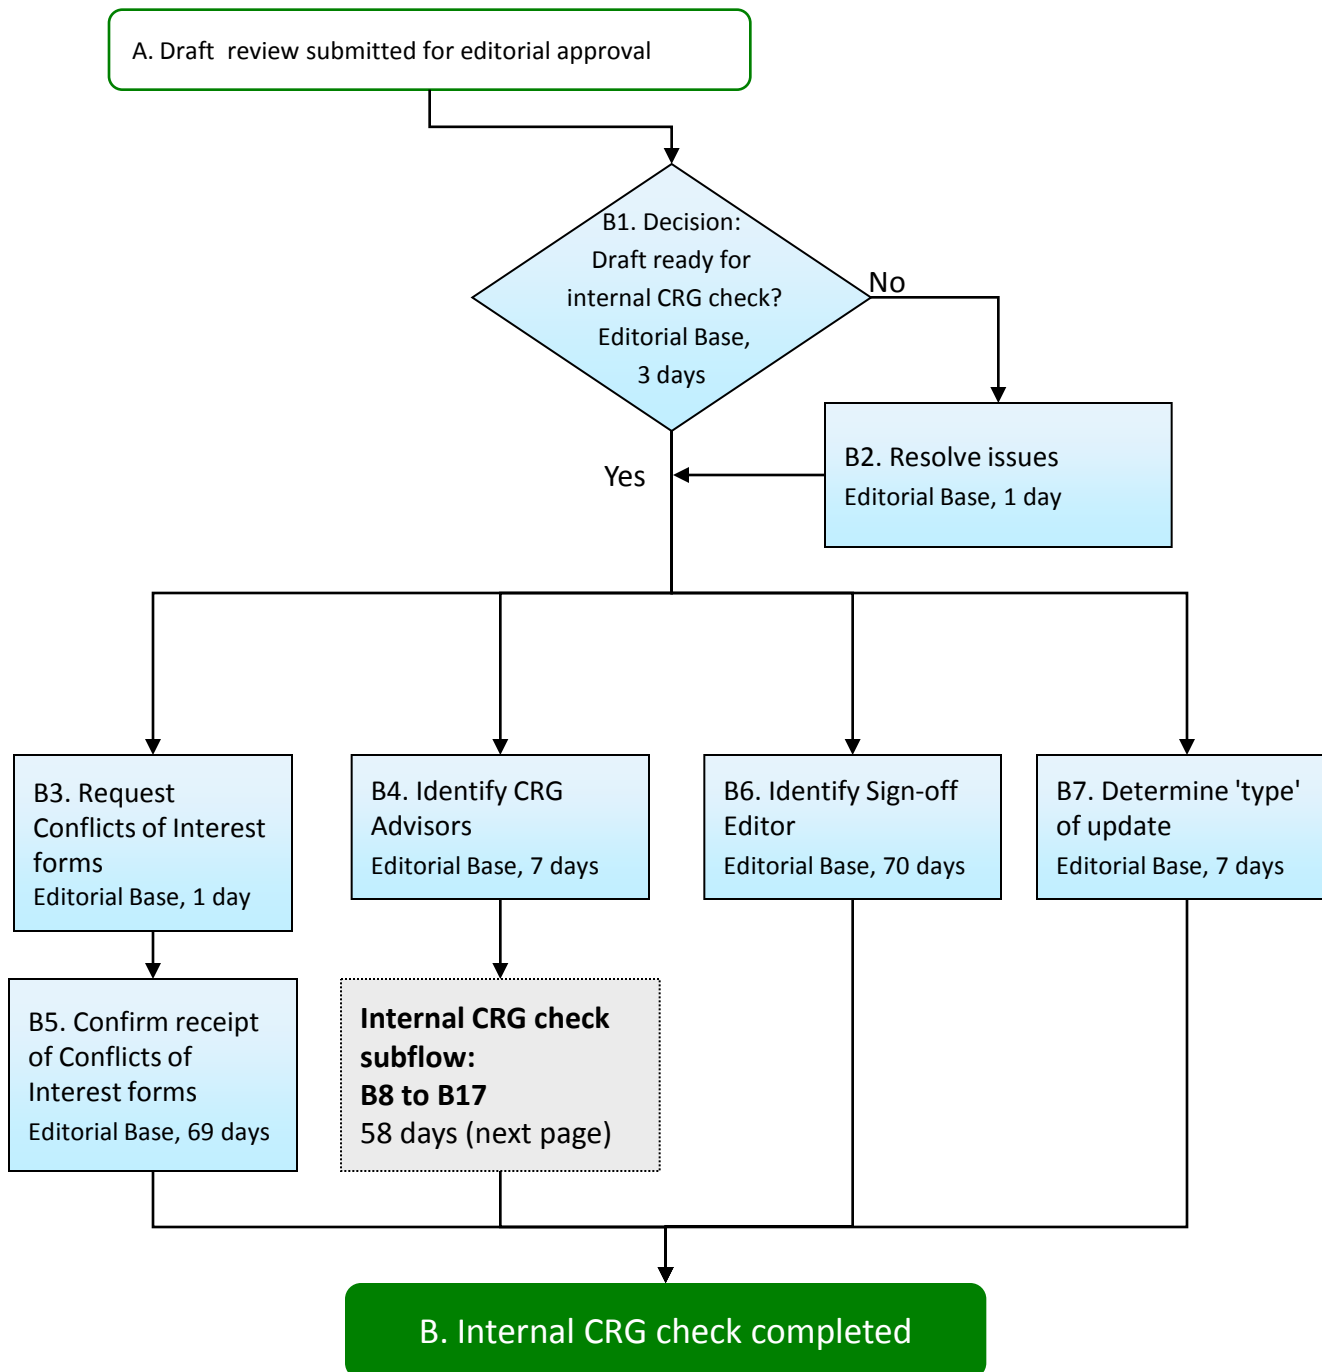 A. Draft  review submitted for editorial approval
B1. Decision:
Draft ready for
internal CRG check?
Editorial Base,
3 days
No
B2. Resolve issues
Editorial Base, 1 day
Yes
B3. Request
Conflicts of Interest
forms
Editorial Base, 1 day
B4. Identify CRG
Advisors
Editorial Base, 7 days
B6. Identify Sign-off
Editor
Editorial Base, 70 days
B7. Determine 'type'
of update
Editorial Base, 7 days
B5. Confirm receipt
of Conflicts of
Interest forms
Editorial Base, 69 days
Internal CRG check
subflow:
B8 to B17
58 days (next page)
B. Internal CRG check completed